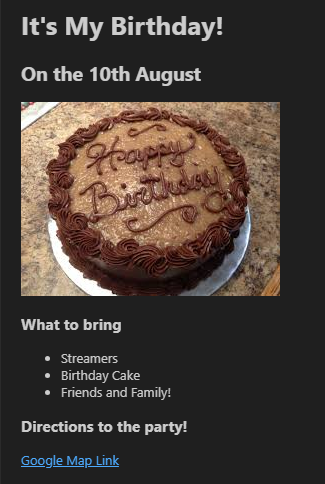 It's My Birthday!
On the 10th August
Happy
Birthday
What to bring
Streamers
Birthday Cake
Friends and Family!
Directions to the party!
Google Map Link